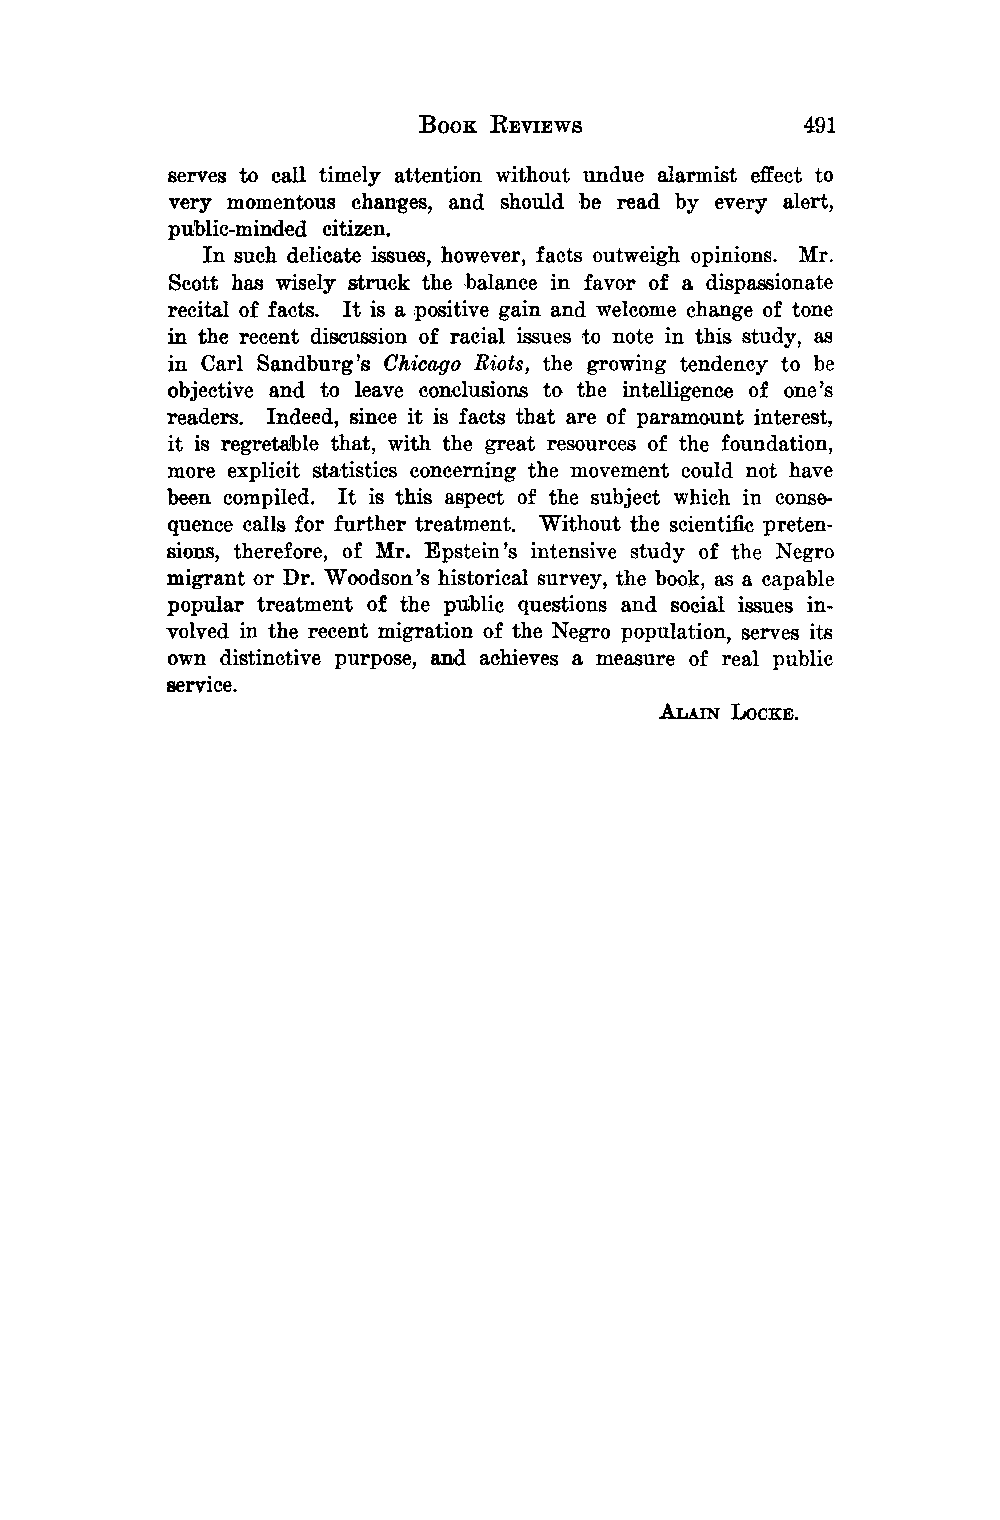 Book Reviews 491
serves to call timely attention without undue alarmist effect to
very momentous changes, and should be read by every alert,
public-minded citizen.
In such delicate issues, however, facts outweigh opinions. Mr.
Scott has wisely struck the balance in favor of a dispassionate
recital of facts. It is a positive gain and welcome change of tone
in the recent discussion of racial issues to note in this study, as
in Carl Sandburg's Chicago Riots, the growing tendency to be
objective and to leave conclusions to the intelligence of one's
readers. Indeed, since it is facts that are of paramount interest,
it is regretable that, with the great resources of the foundation,
more explicit statistics concerning the movement could not have
been compiled. It is this aspect of the subject which in conse-
quence calls for further treatment. Without the scientific preten-
sions, therefore, of Mr. Epstein's intensive study of the Negro
migrant or Dr. Woodson's historical survey, the book, as a capable
popular treatment of the public questions and social issues in-
volved in the recent migration of the Negro population, serves its
own distinctive purpose, and achieves a measure of real public
service.
Alain Locke.